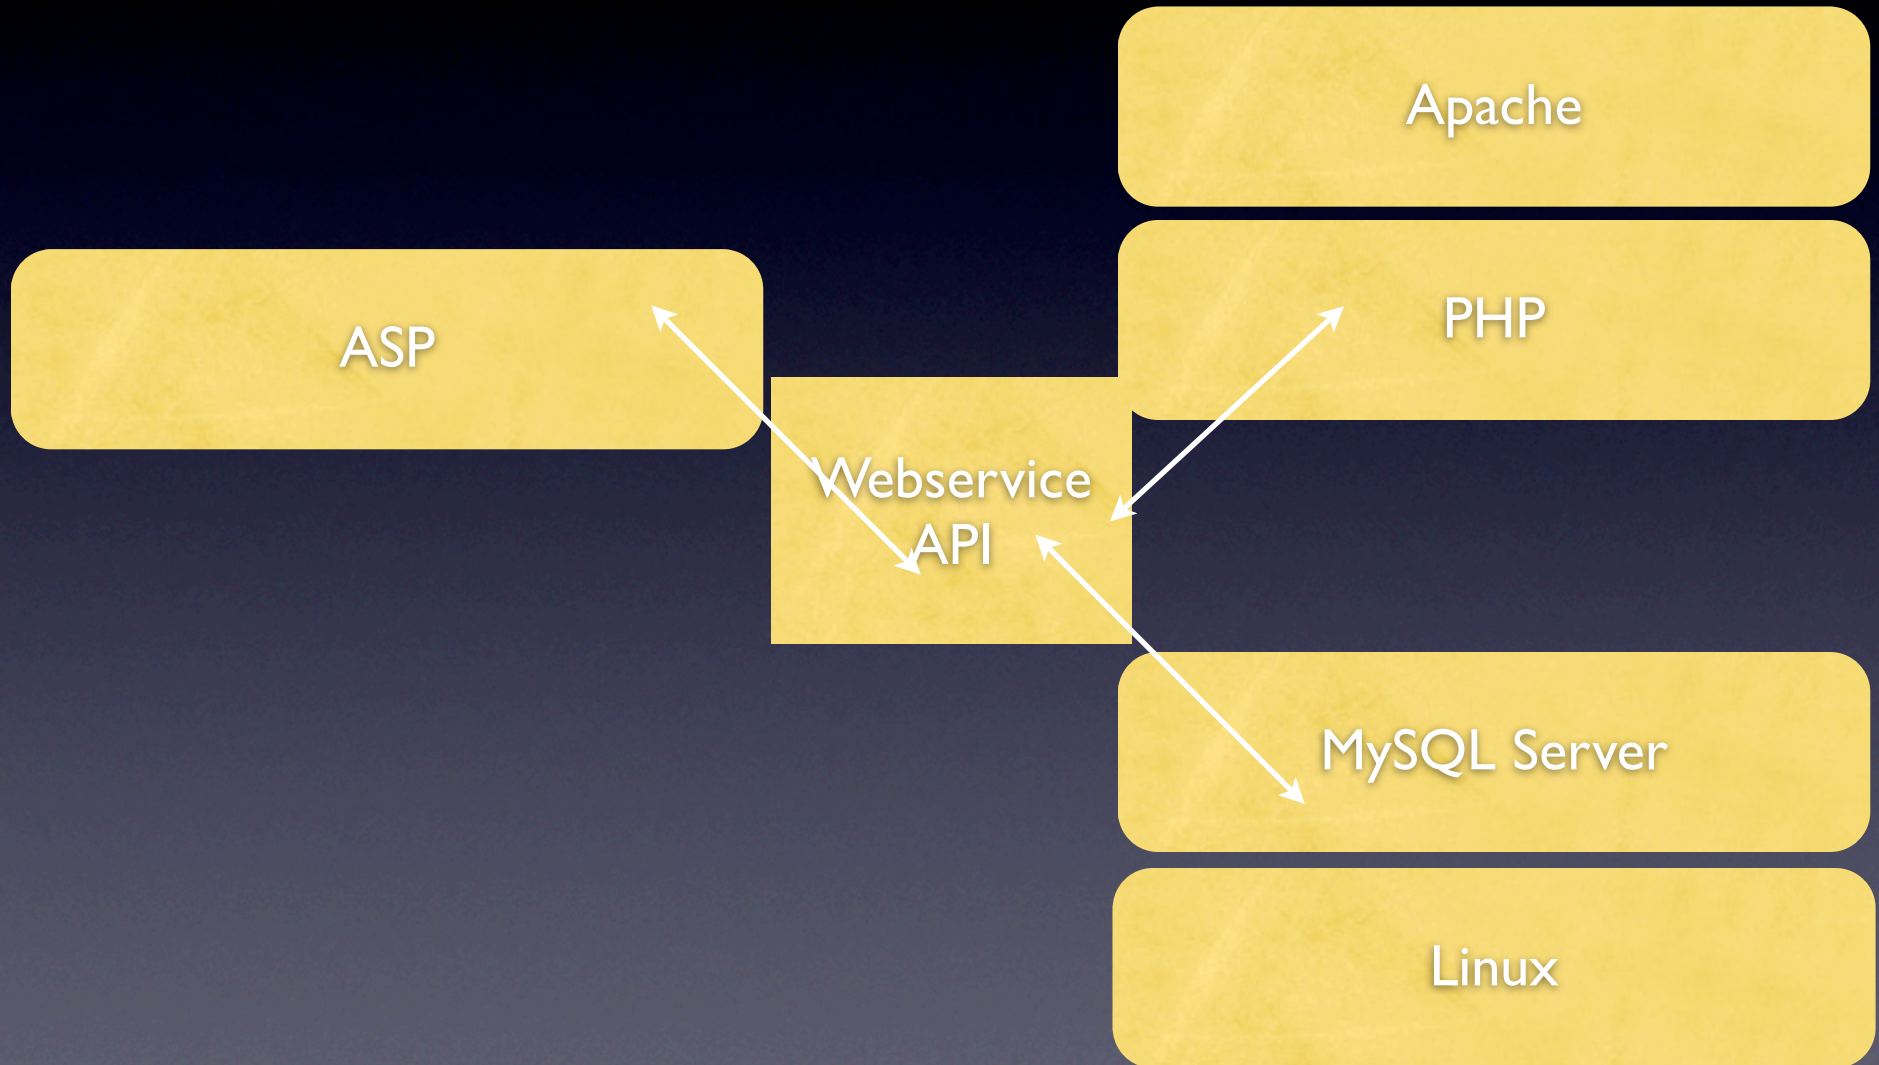 Apache
PHP
ASP
Webservice
API
MySQL Server
Linux